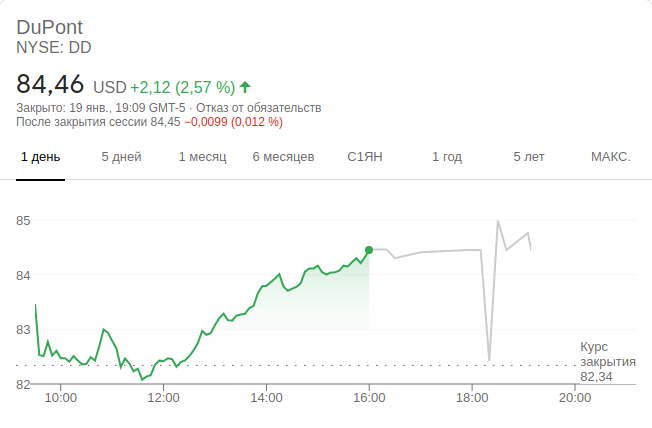 DuPont
NYSE: DD
84,46 USD +2,12 (2,57 %)
Закрыто: 19 янв., 19:09 GMT-5 · Отказ от обязательств
После закрытия сессии 84,45 −0,0099 (0,012 %)
1 день 5 дней 1 месяц 6 месяцев С1ЯН 1 год 5 лет МАКС.
85
84
83
Курс
закрытия
82,34
82
10:00 12:00 14:00 16:00 18:00 20:00